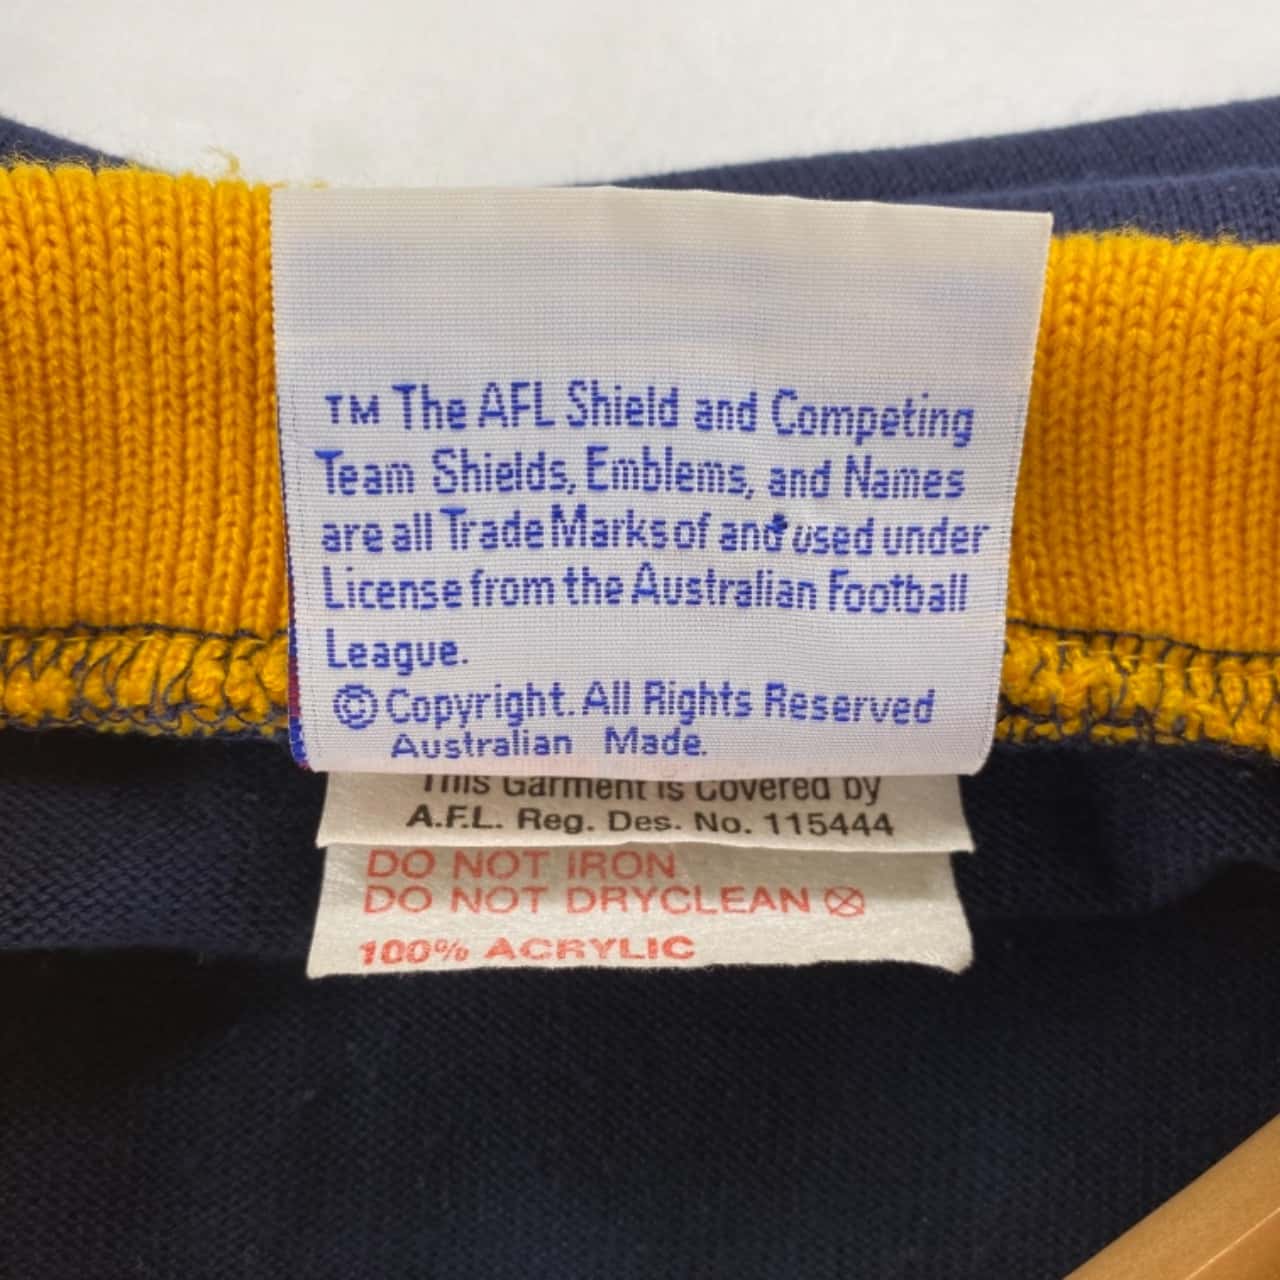 TM The AFL Shield and Competing
Team Shields, Emblems, and Names
are all Trade Marks of and used under
License from the Australian Football
League.
© Copyright. All Rights Reserved
Australian Made.
This Garment is Covered by
A.F.L. Reg. Des. No. 115444
DO NOT IRON
DO NOT DRYCLEAN
100% ACRYLIC